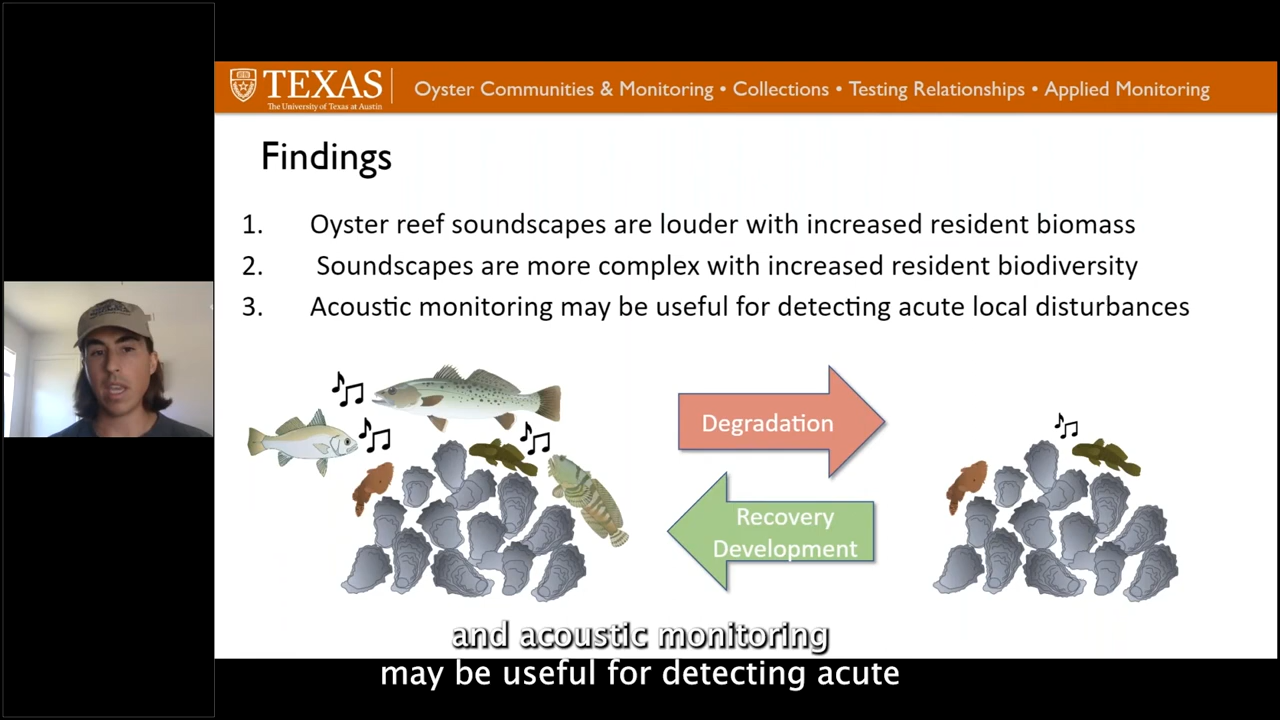 TEXAS
The University of Texas at Austin
Oyster Communities & Monitoring • Collections • Testing Relationships • Applied Monitoring
Findings
1. Oyster reef soundscapes are louder with increased resident biomass
2. Soundscapes are more complex with increased resident biodiversity
3. Acoustic monitoring may be useful for detecting acute local disturbances
Degradation
Recovery
Development
and acoustic monitoring
may be useful for detecting acute